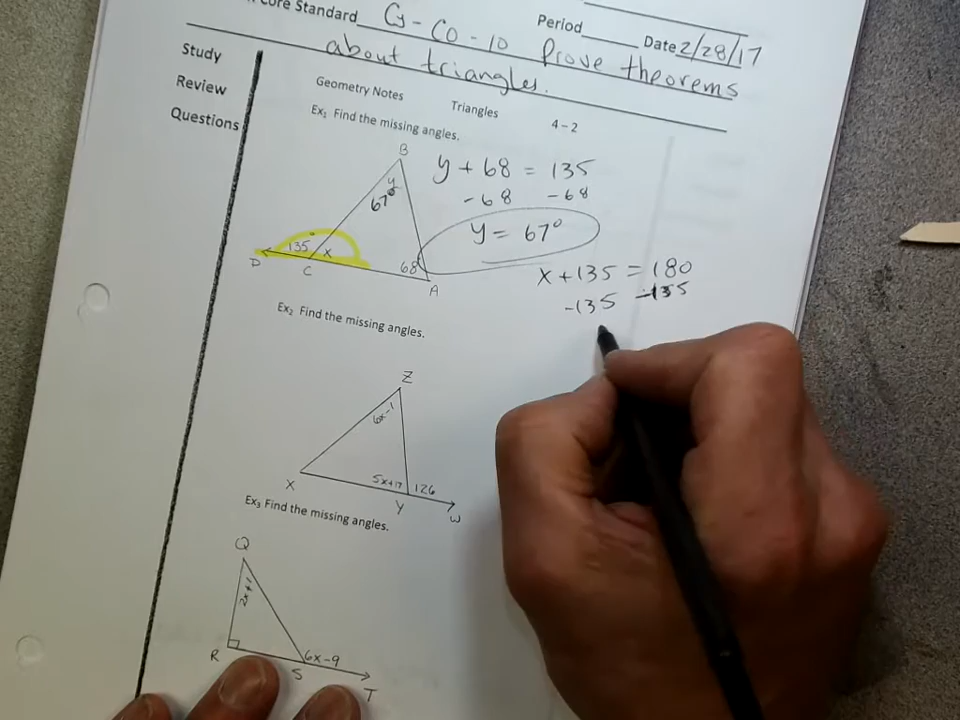 Core Standard G-CO-10 Prove theorems
about triangles.
Period Date 2/28/17
Study
Review
Questions
Geometry Notes Triangles 4-2
Ex1 Find the missing angles.
B
y
67°
135°
x
68
D
C
A
y + 68 = 135
-68 -68
y = 67°
x + 135 = 180
-135 -135
Ex2 Find the missing angles.
Z
6x-1
5x+17
126
X
Y
W
Ex3 Find the missing angles.
Q
2x+1
6x-9
R
S
T